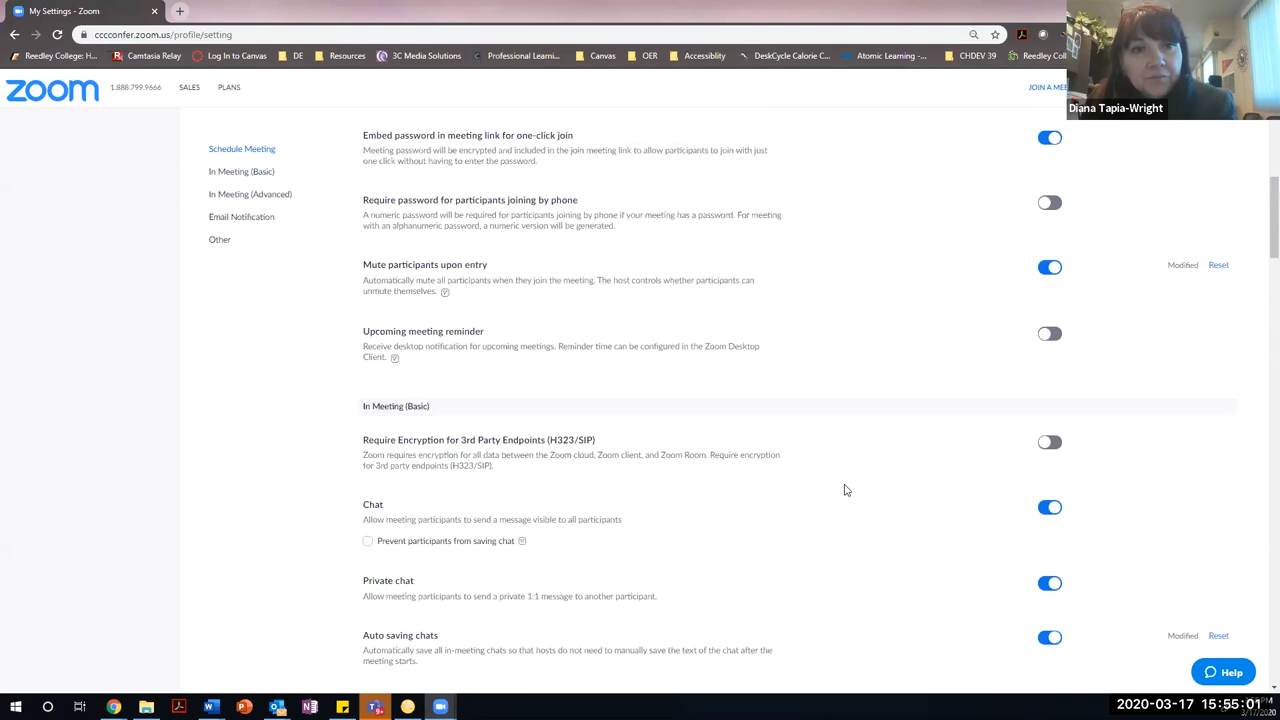 My Settings - Zoom
cccconfer.zoom.us/profile/setting
Reedley College: H...
Camtasia Relay
Log In to Canvas
DE
Resources
3C Media Solutions
Professional Learni...
Canvas
OER
Accessiblity
DeskCycle Calorie C...
Atomic Learning -...
CHDEV 39
Reedley Coll
Diana Tapia-Wright
zoom
1.888.799.9666
SALES
PLANS
JOIN A MEE
Schedule Meeting
In Meeting (Basic)
In Meeting (Advanced)
Email Notification
Other
Embed password in meeting link for one-click join
Meeting password will be encrypted and included in the join meeting link to allow participants to join with just
one click without having to enter the password.
Require password for participants joining by phone
A numeric password will be required for participants joining by phone if your meeting has a password. For meeting
with an alphanumeric password, a numeric version will be generated.
Mute participants upon entry
Modified Reset
Automatically mute all participants when they join the meeting. The host controls whether participants can
unmute themselves.
Upcoming meeting reminder
Receive desktop notification for upcoming meetings. Reminder time can be configured in the Zoom Desktop
Client.
In Meeting (Basic)
Require Encryption for 3rd Party Endpoints (H323/SIP)
Zoom requires encryption for all data between the Zoom cloud, Zoom client, and Zoom Room. Require encryption
for 3rd party endpoints (H323/SIP).
Chat
Allow meeting participants to send a message visible to all participants
Prevent participants from saving chat
Private chat
Allow meeting participants to send a private 1:1 message to another participant.
Auto saving chats
Modified Reset
Automatically save all in-meeting chats so that hosts do not need to manually save the text of the chat after the
meeting starts.
Help
2020-03-17 15:55:01
3/17/2020